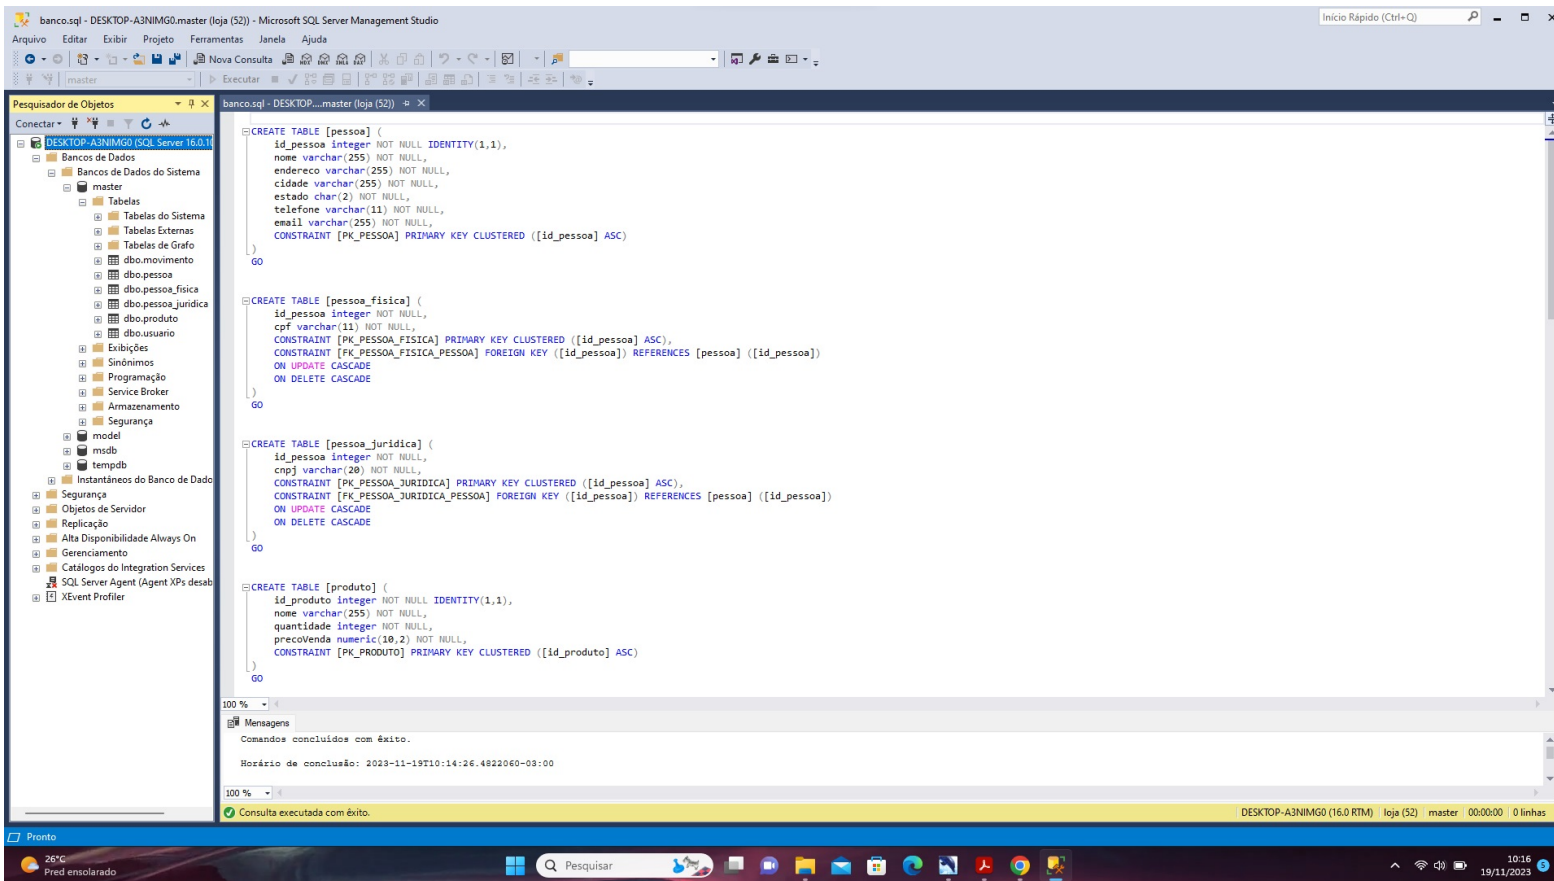 banco.sql - DESKTOP-A3NIMG0.master (loja (52)) - Microsoft SQL Server Management Studio
Início Rápido (Ctrl+Q)
Arquivo Editar Exibir Projeto Ferramentas Janela Ajuda
Nova Consulta
master Executar
Pesquisador de Objetos
banco.sql - DESKTOP....master (loja (52))
Conectar
DESKTOP-A3NIMG0 (SQL Server 16.0.10
Bancos de Dados
Bancos de Dados do Sistema
master
Tabelas
Tabelas do Sistema
Tabelas Externas
Tabelas de Grafo
dbo.movimento
dbo.pessoa
dbo.pessoa_fisica
dbo.pessoa_juridica
dbo.produto
dbo.usuario
Exibições
Sinônimos
Programação
Service Broker
Armazenamento
Segurança
model
msdb
tempdb
Instantâneos do Banco de Dado
Segurança
Objetos de Servidor
Replicação
Alta Disponibilidade Always On
Gerenciamento
Catálogos do Integration Services
SQL Server Agent (Agent XPs desab
XEvent Profiler
CREATE TABLE [pessoa] (
id_pessoa integer NOT NULL IDENTITY(1,1),
nome varchar(255) NOT NULL,
endereco varchar(255) NOT NULL,
cidade varchar(255) NOT NULL,
estado char(2) NOT NULL,
telefone varchar(11) NOT NULL,
email varchar(255) NOT NULL,
CONSTRAINT [PK_PESSOA] PRIMARY KEY CLUSTERED ([id_pessoa] ASC)
)
GO
CREATE TABLE [pessoa_fisica] (
id_pessoa integer NOT NULL,
cpf varchar(11) NOT NULL,
CONSTRAINT [PK_PESSOA_FISICA] PRIMARY KEY CLUSTERED ([id_pessoa] ASC),
CONSTRAINT [FK_PESSOA_FISICA_PESSOA] FOREIGN KEY ([id_pessoa]) REFERENCES [pessoa] ([id_pessoa])
ON UPDATE CASCADE
ON DELETE CASCADE
)
GO
CREATE TABLE [pessoa_juridica] (
id_pessoa integer NOT NULL,
cnpj varchar(20) NOT NULL,
CONSTRAINT [PK_PESSOA_JURIDICA] PRIMARY KEY CLUSTERED ([id_pessoa] ASC),
CONSTRAINT [FK_PESSOA_JURIDICA_PESSOA] FOREIGN KEY ([id_pessoa]) REFERENCES [pessoa] ([id_pessoa])
ON UPDATE CASCADE
ON DELETE CASCADE
)
GO
CREATE TABLE [produto] (
id_produto integer NOT NULL IDENTITY(1,1),
nome varchar(255) NOT NULL,
quantidade integer NOT NULL,
precoVenda numeric(10,2) NOT NULL,
CONSTRAINT [PK_PRODUTO] PRIMARY KEY CLUSTERED ([id_produto] ASC)
)
GO
100 %
Mensagens
Comandos concluídos com êxito.
Horário de conclusão: 2023-11-19T10:14:26.4822060-03:00
100 %
Consulta executada com êxito. DESKTOP-A3NIMG0 (16.0 RTM) loja (52) master 00:00:00 0 linhas
Pronto
26°C
Pred ensolarado
Pesquisar
10:16
19/11/2023
5